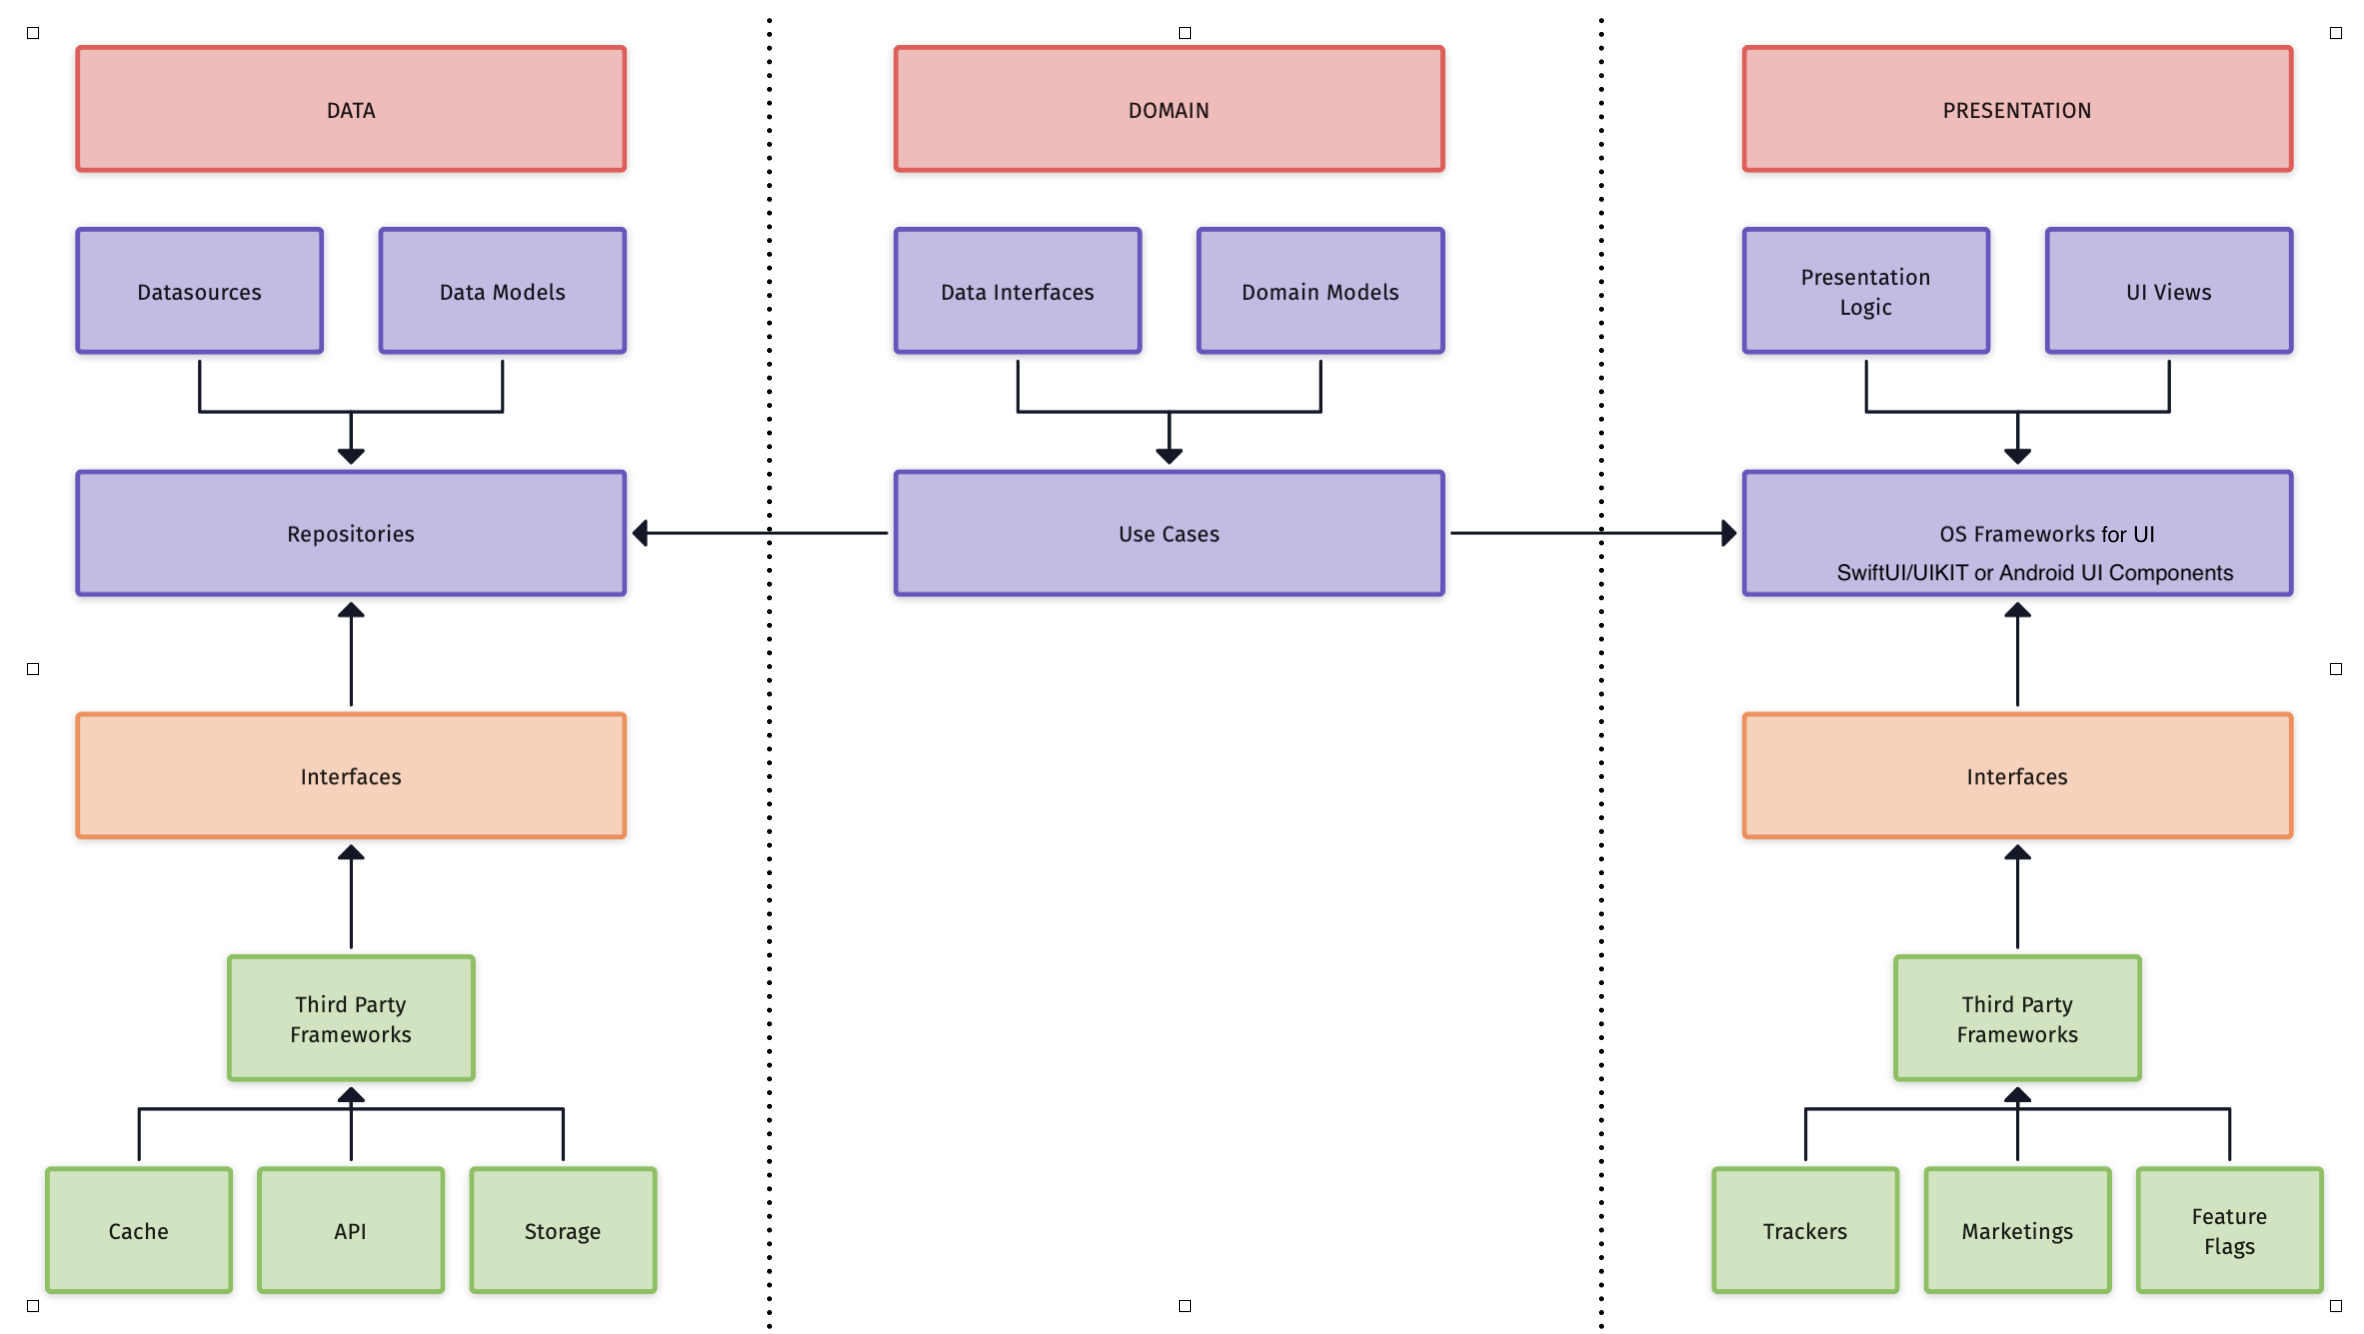 DATA
DOMAIN
PRESENTATION
Datasources
Data Models
Data Interfaces
Domain Models
Presentation
Logic
UI Views
Repositories
Use Cases
OS Frameworks for UI
SwiftUI/UIKIT or Android UI Components
Interfaces
Interfaces
Third Party
Frameworks
Third Party
Frameworks
Cache
API
Storage
Trackers
Marketings
Feature
Flags